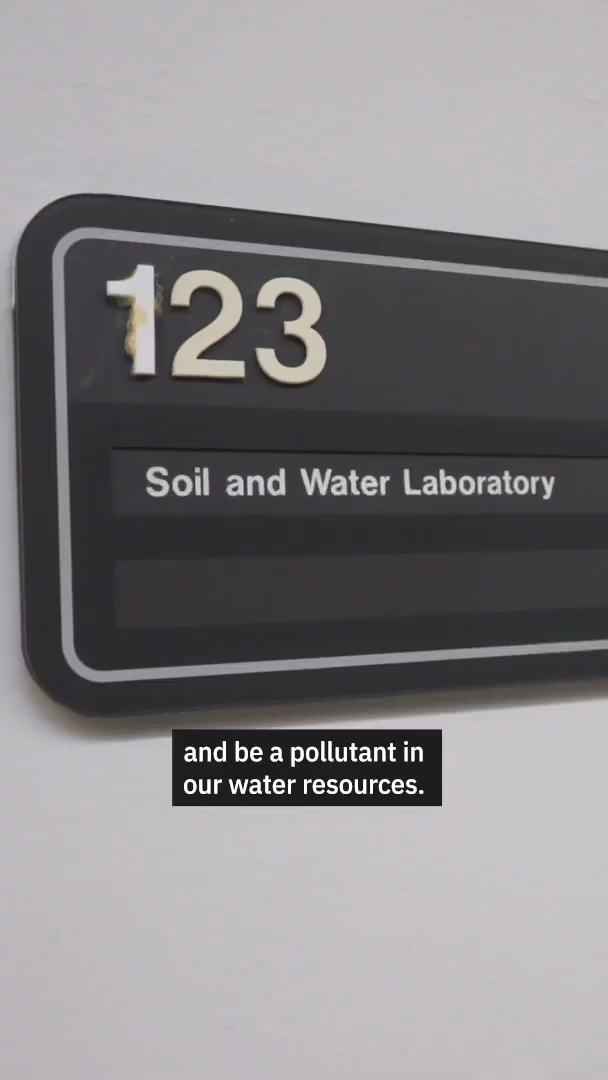 123
Soil and Water Laboratory
and be a pollutant in
our water resources.